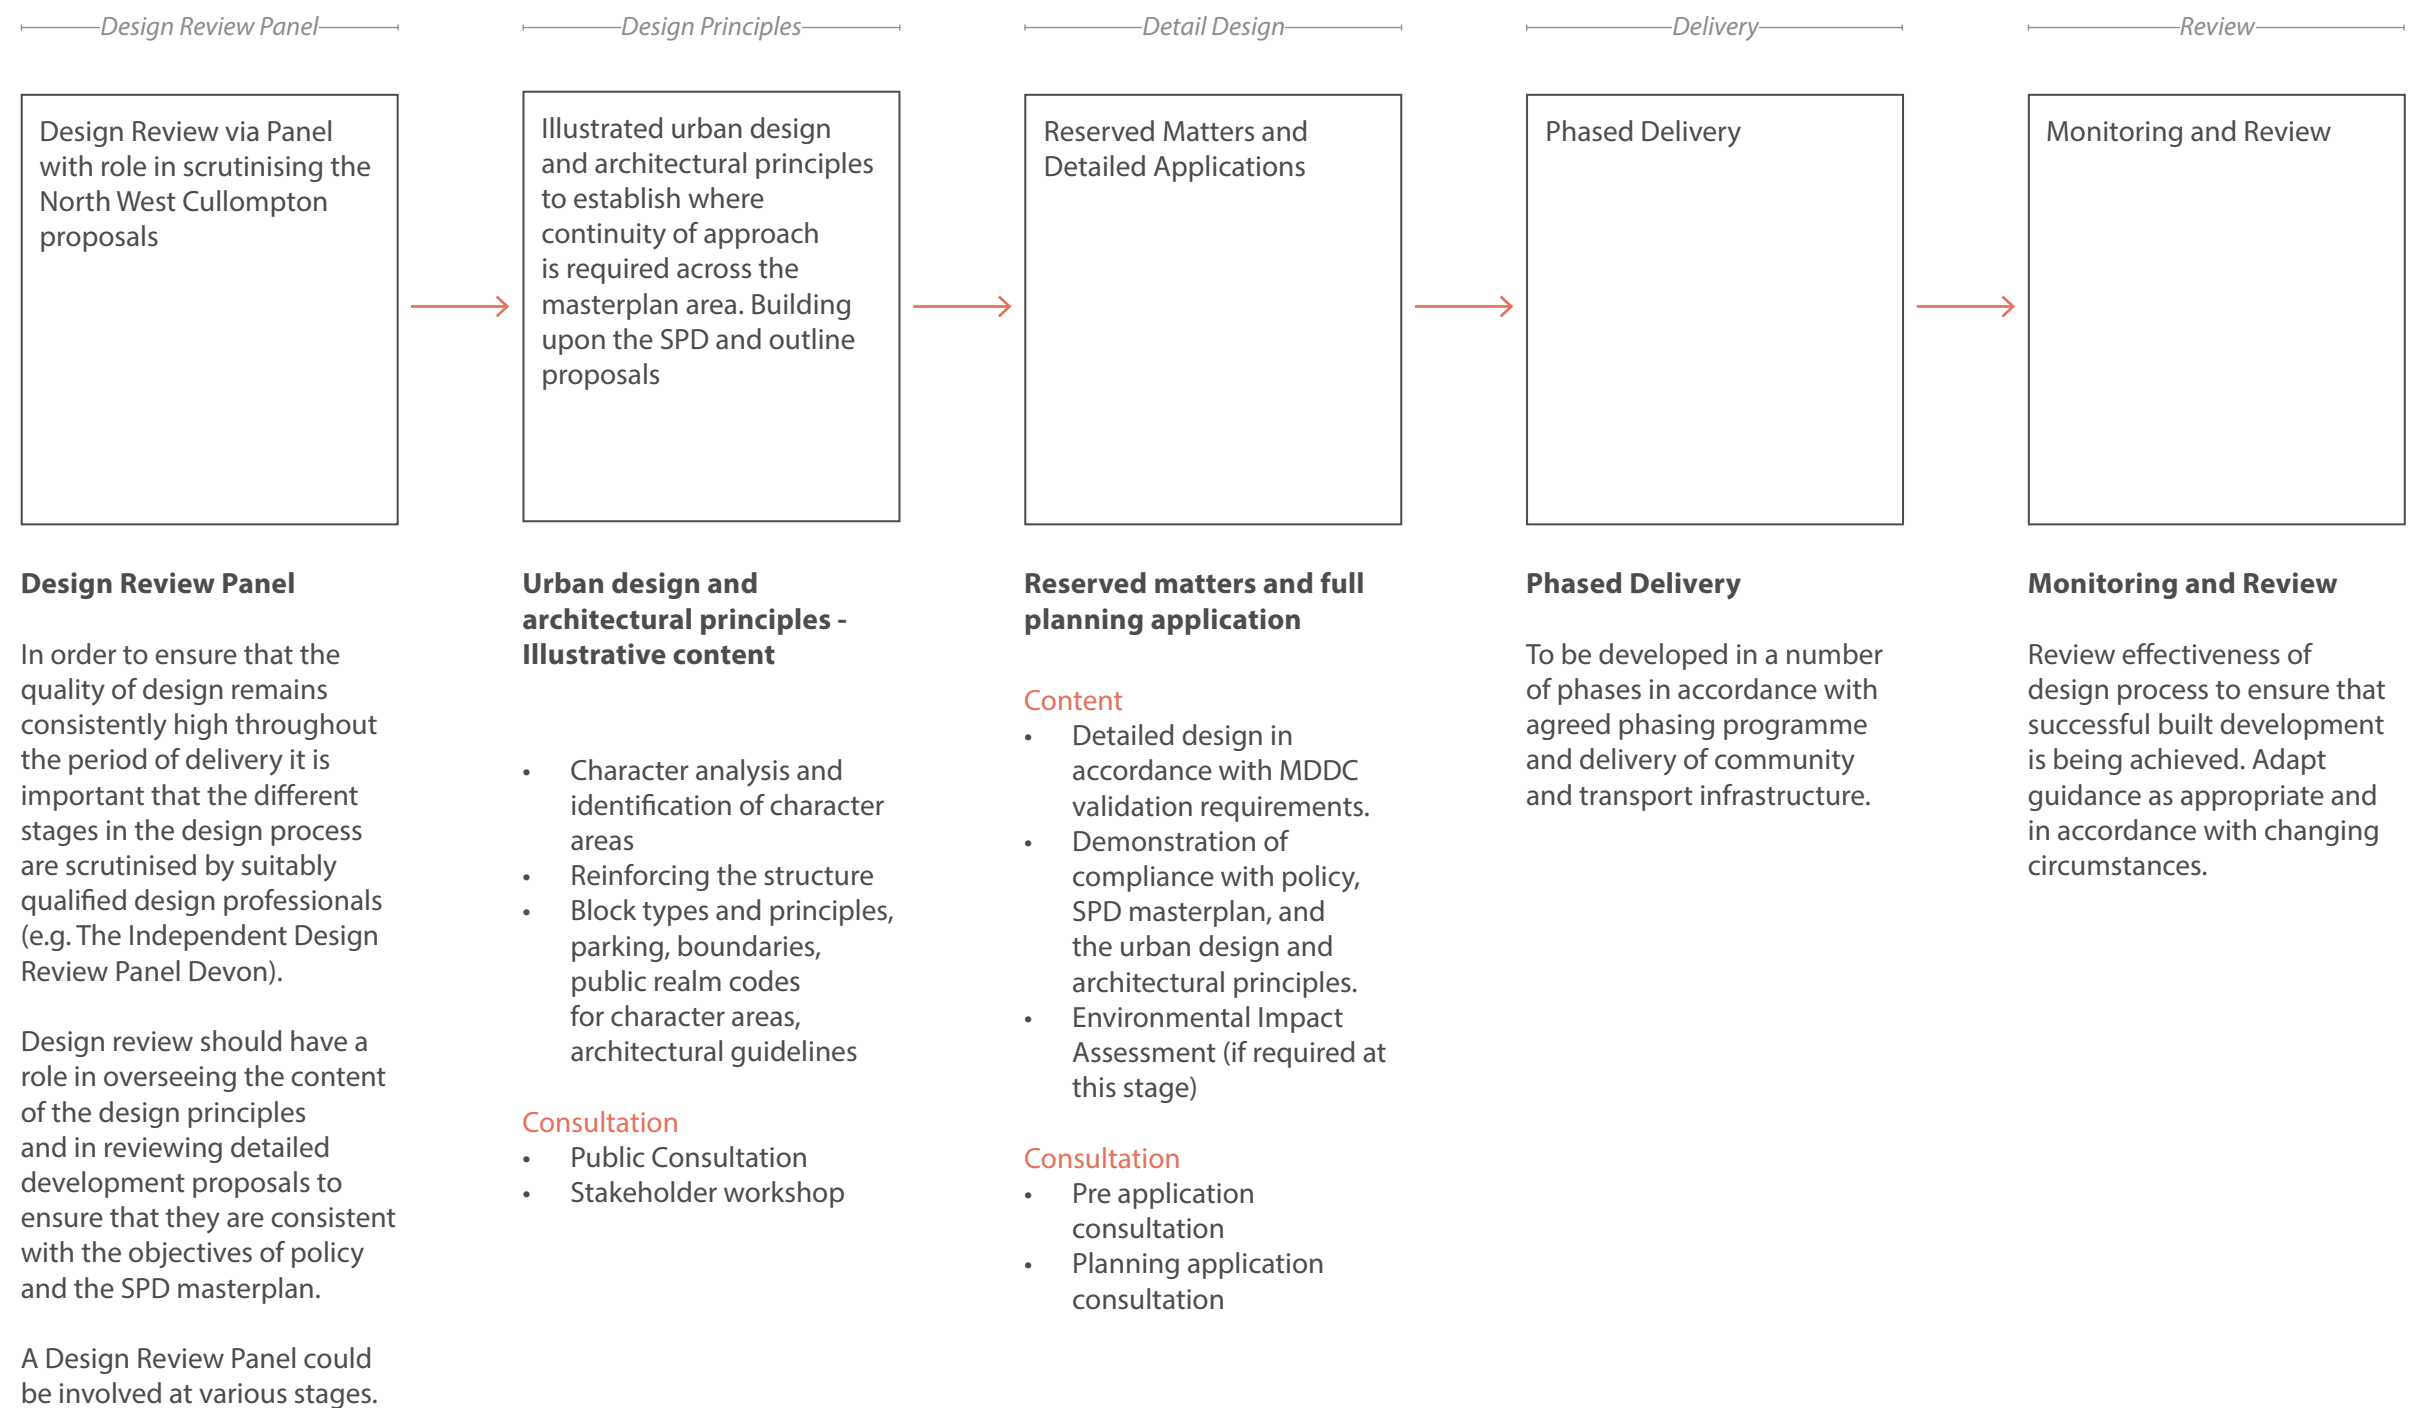 Design Review Panel
Design Principles
Detail Design
Delivery
Review
Design Review via Panel
with role in scrutinising the
North West Cullompton
proposals
Illustrated urban design
and architectural principles
to establish where
continuity of approach
is required across the
masterplan area. Building
upon the SPD and outline
proposals
Reserved Matters and
Detailed Applications
Phased Delivery
Monitoring and Review
Design Review Panel
In order to ensure that the
quality of design remains
consistently high throughout
the period of delivery it is
important that the different
stages in the design process
are scrutinised by suitably
qualified design professionals
(e.g. The Independent Design
Review Panel Devon).
Design review should have a
role in overseeing the content
of the design principles
and in reviewing detailed
development proposals to
ensure that they are consistent
with the objectives of policy
and the SPD masterplan.
A Design Review Panel could
be involved at various stages.
Urban design and
architectural principles -
Illustrative content
• Character analysis and
identification of character
areas
• Reinforcing the structure
• Block types and principles,
parking, boundaries,
public realm codes
for character areas,
architectural guidelines
Consultation
• Public Consultation
• Stakeholder workshop
Reserved matters and full
planning application
Content
• Detailed design in
accordance with MDDC
validation requirements.
• Demonstration of
compliance with policy,
SPD masterplan, and
the urban design and
architectural principles.
• Environmental Impact
Assessment (if required at
this stage)
Consultation
• Pre application
consultation
• Planning application
consultation
Phased Delivery
To be developed in a number
of phases in accordance with
agreed phasing programme
and delivery of community
and transport infrastructure.
Monitoring and Review
Review effectiveness of
design process to ensure that
successful built development
is being achieved. Adapt
guidance as appropriate and
in accordance with changing
circumstances.